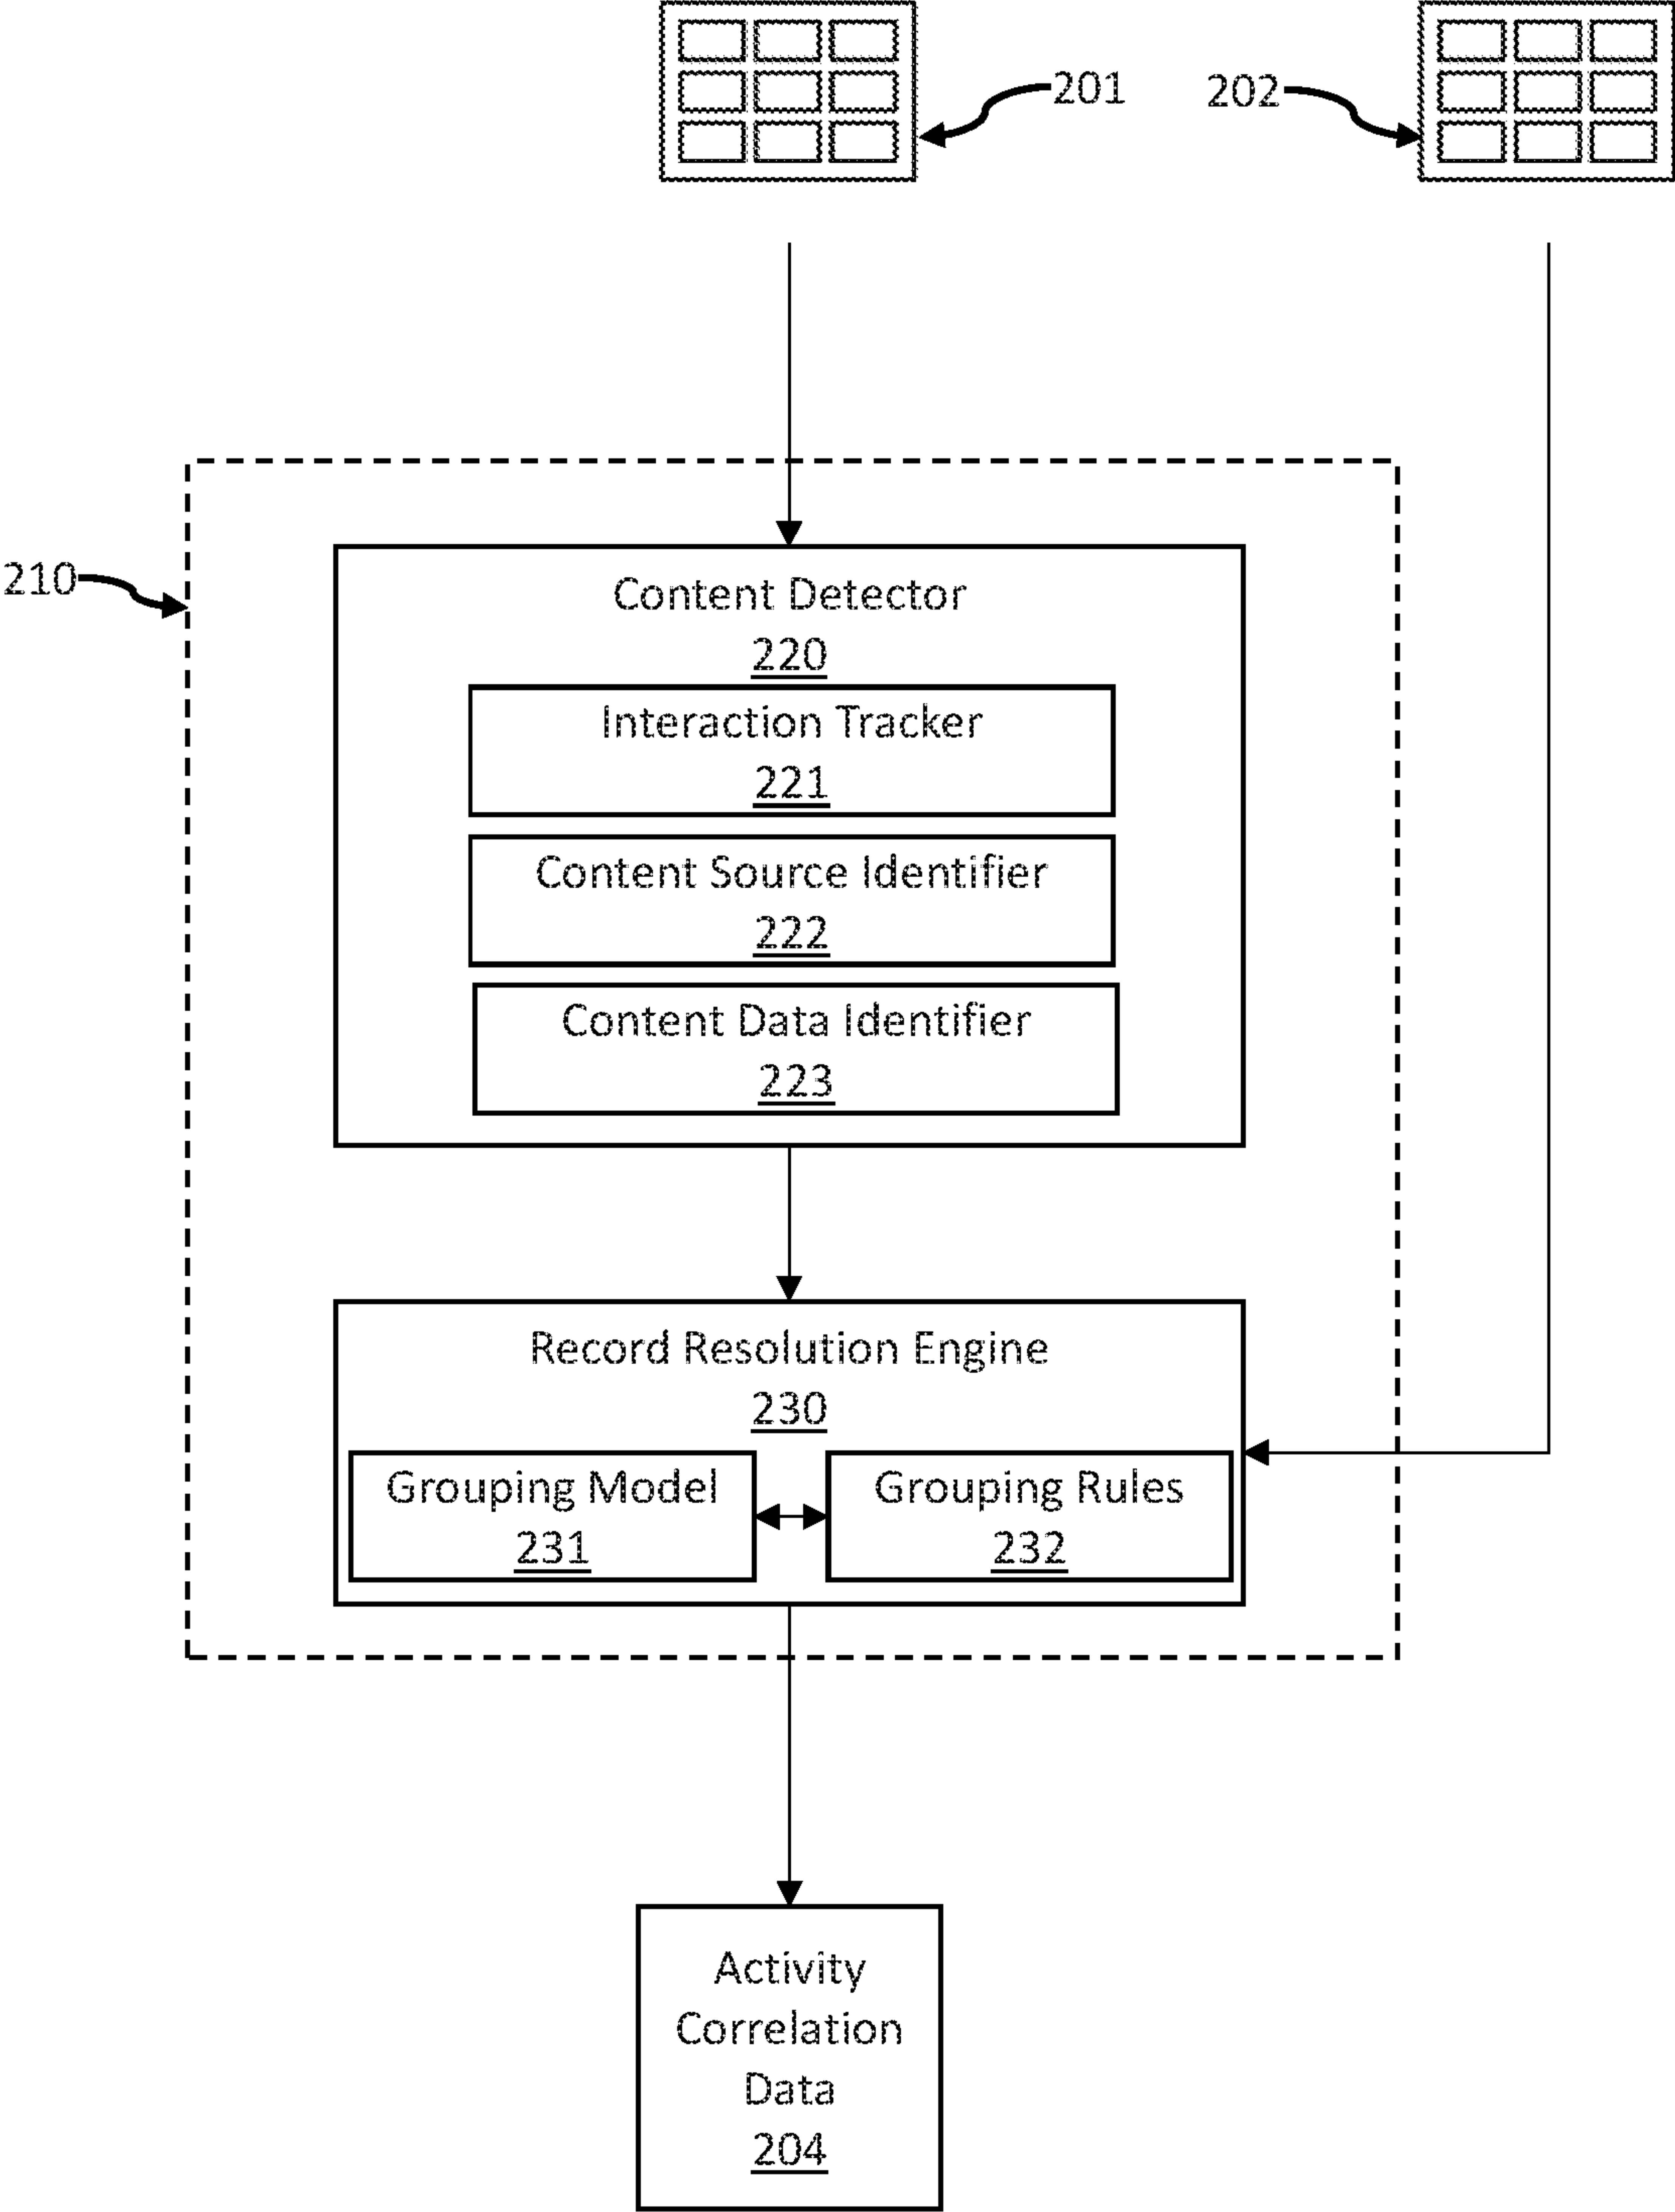 201
202
210
Content Detector
220
Interaction Tracker
221
Content Source Identifier
222
Content Data Identifier
223
Record Resolution Engine
230
Grouping Model
231
Grouping Rules
232
Activity
Correlation
Data
204